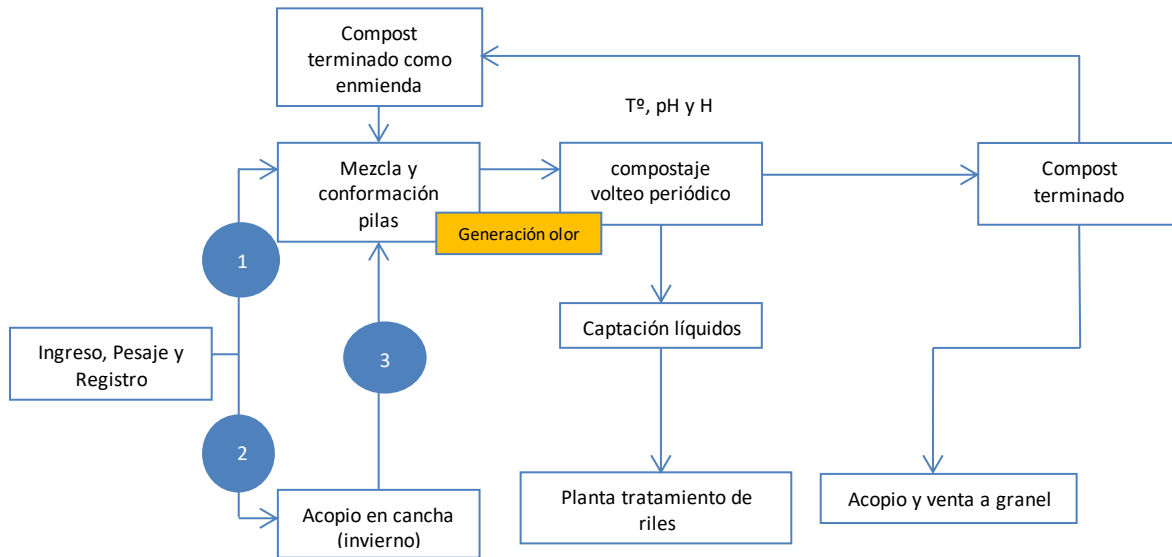 Compost
terminado como
enmienda
Tº, pH y H
Mezcla y
conformación
pilas
compostaje
volteo periódico
Compost
terminado
Generación olor
1
Ingreso, Pesaje y
Registro
3
Captación líquidos
2
Acopio en cancha
(invierno)
Planta tratamiento de
riles
Acopio y venta a granel